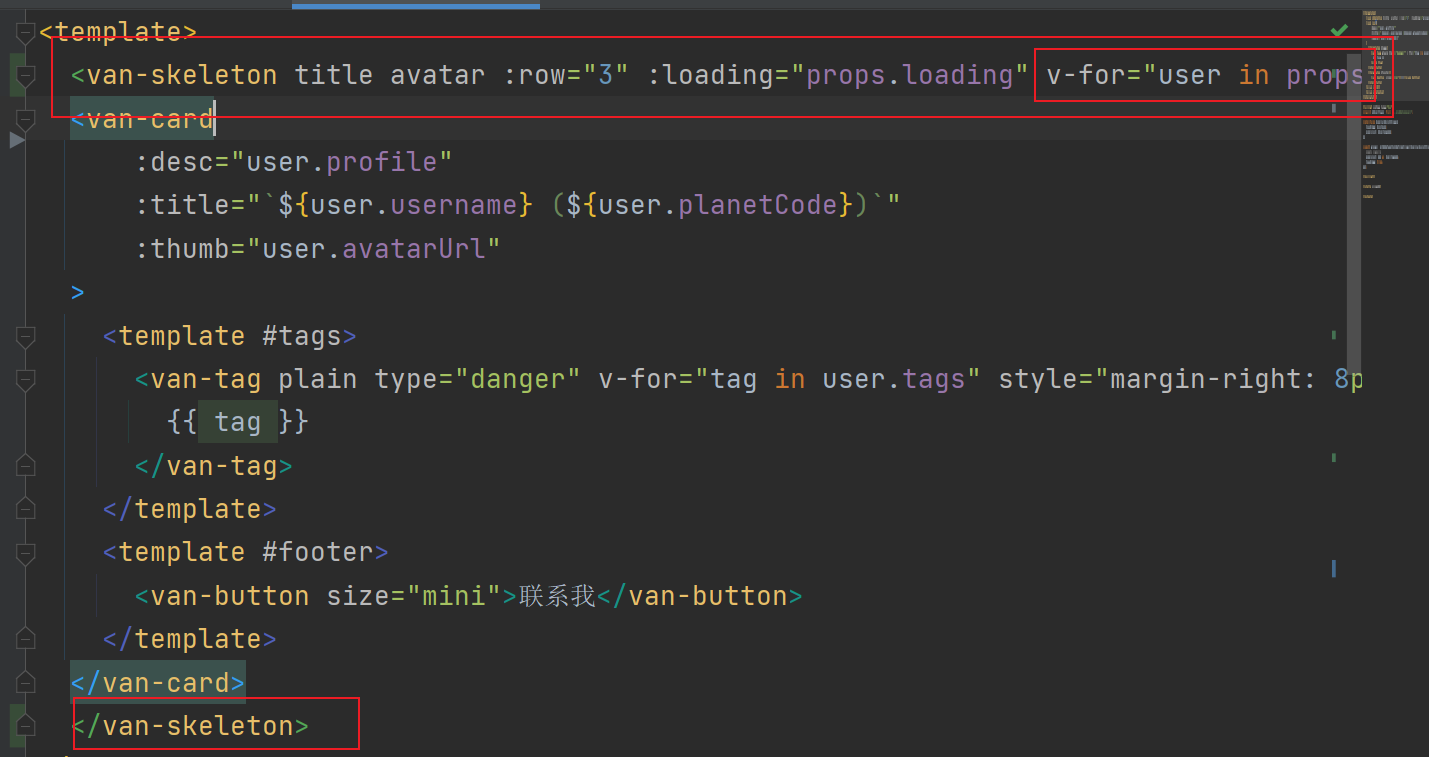 <template>
<van-skeleton title avatar :row="3" :loading="props.loading" v-for="user in props
<van-card
:desc="user.profile"
:title="`${user.username} (${user.planetCode})`"
:thumb="user.avatarUrl"
>
<template #tags>
<van-tag plain type="danger" v-for="tag in user.tags" style="margin-right: 8p
{{ tag }}
</van-tag>
</template>
<template #footer>
<van-button size="mini">联系我</van-button>
</template>
</van-card>
</van-skeleton>